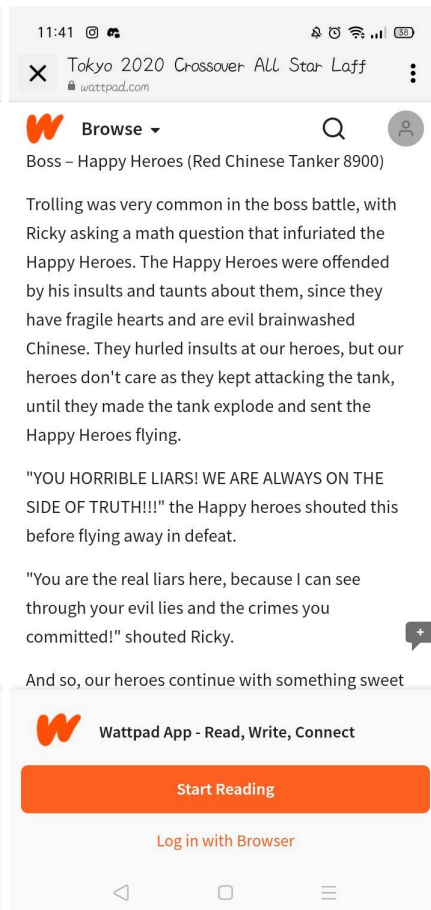 11:41
38
Tokyo 2020 Crossover All Star Laff
wattpad.com
Browse
Boss – Happy Heroes (Red Chinese Tanker 8900)
Trolling was very common in the boss battle, with
Ricky asking a math question that infuriated the
Happy Heroes. The Happy Heroes were offended
by his insults and taunts about them, since they
have fragile hearts and are evil brainwashed
Chinese. They hurled insults at our heroes, but our
heroes don't care as they kept attacking the tank,
until they made the tank explode and sent the
Happy Heroes flying.
"YOU HORRIBLE LIARS! WE ARE ALWAYS ON THE
SIDE OF TRUTH!!!" the Happy heroes shouted this
before flying away in defeat.
"You are the real liars here, because I can see
through your evil lies and the crimes you
committed!" shouted Ricky.
And so, our heroes continue with something sweet
Wattpad App - Read, Write, Connect
Start Reading
Log in with Browser